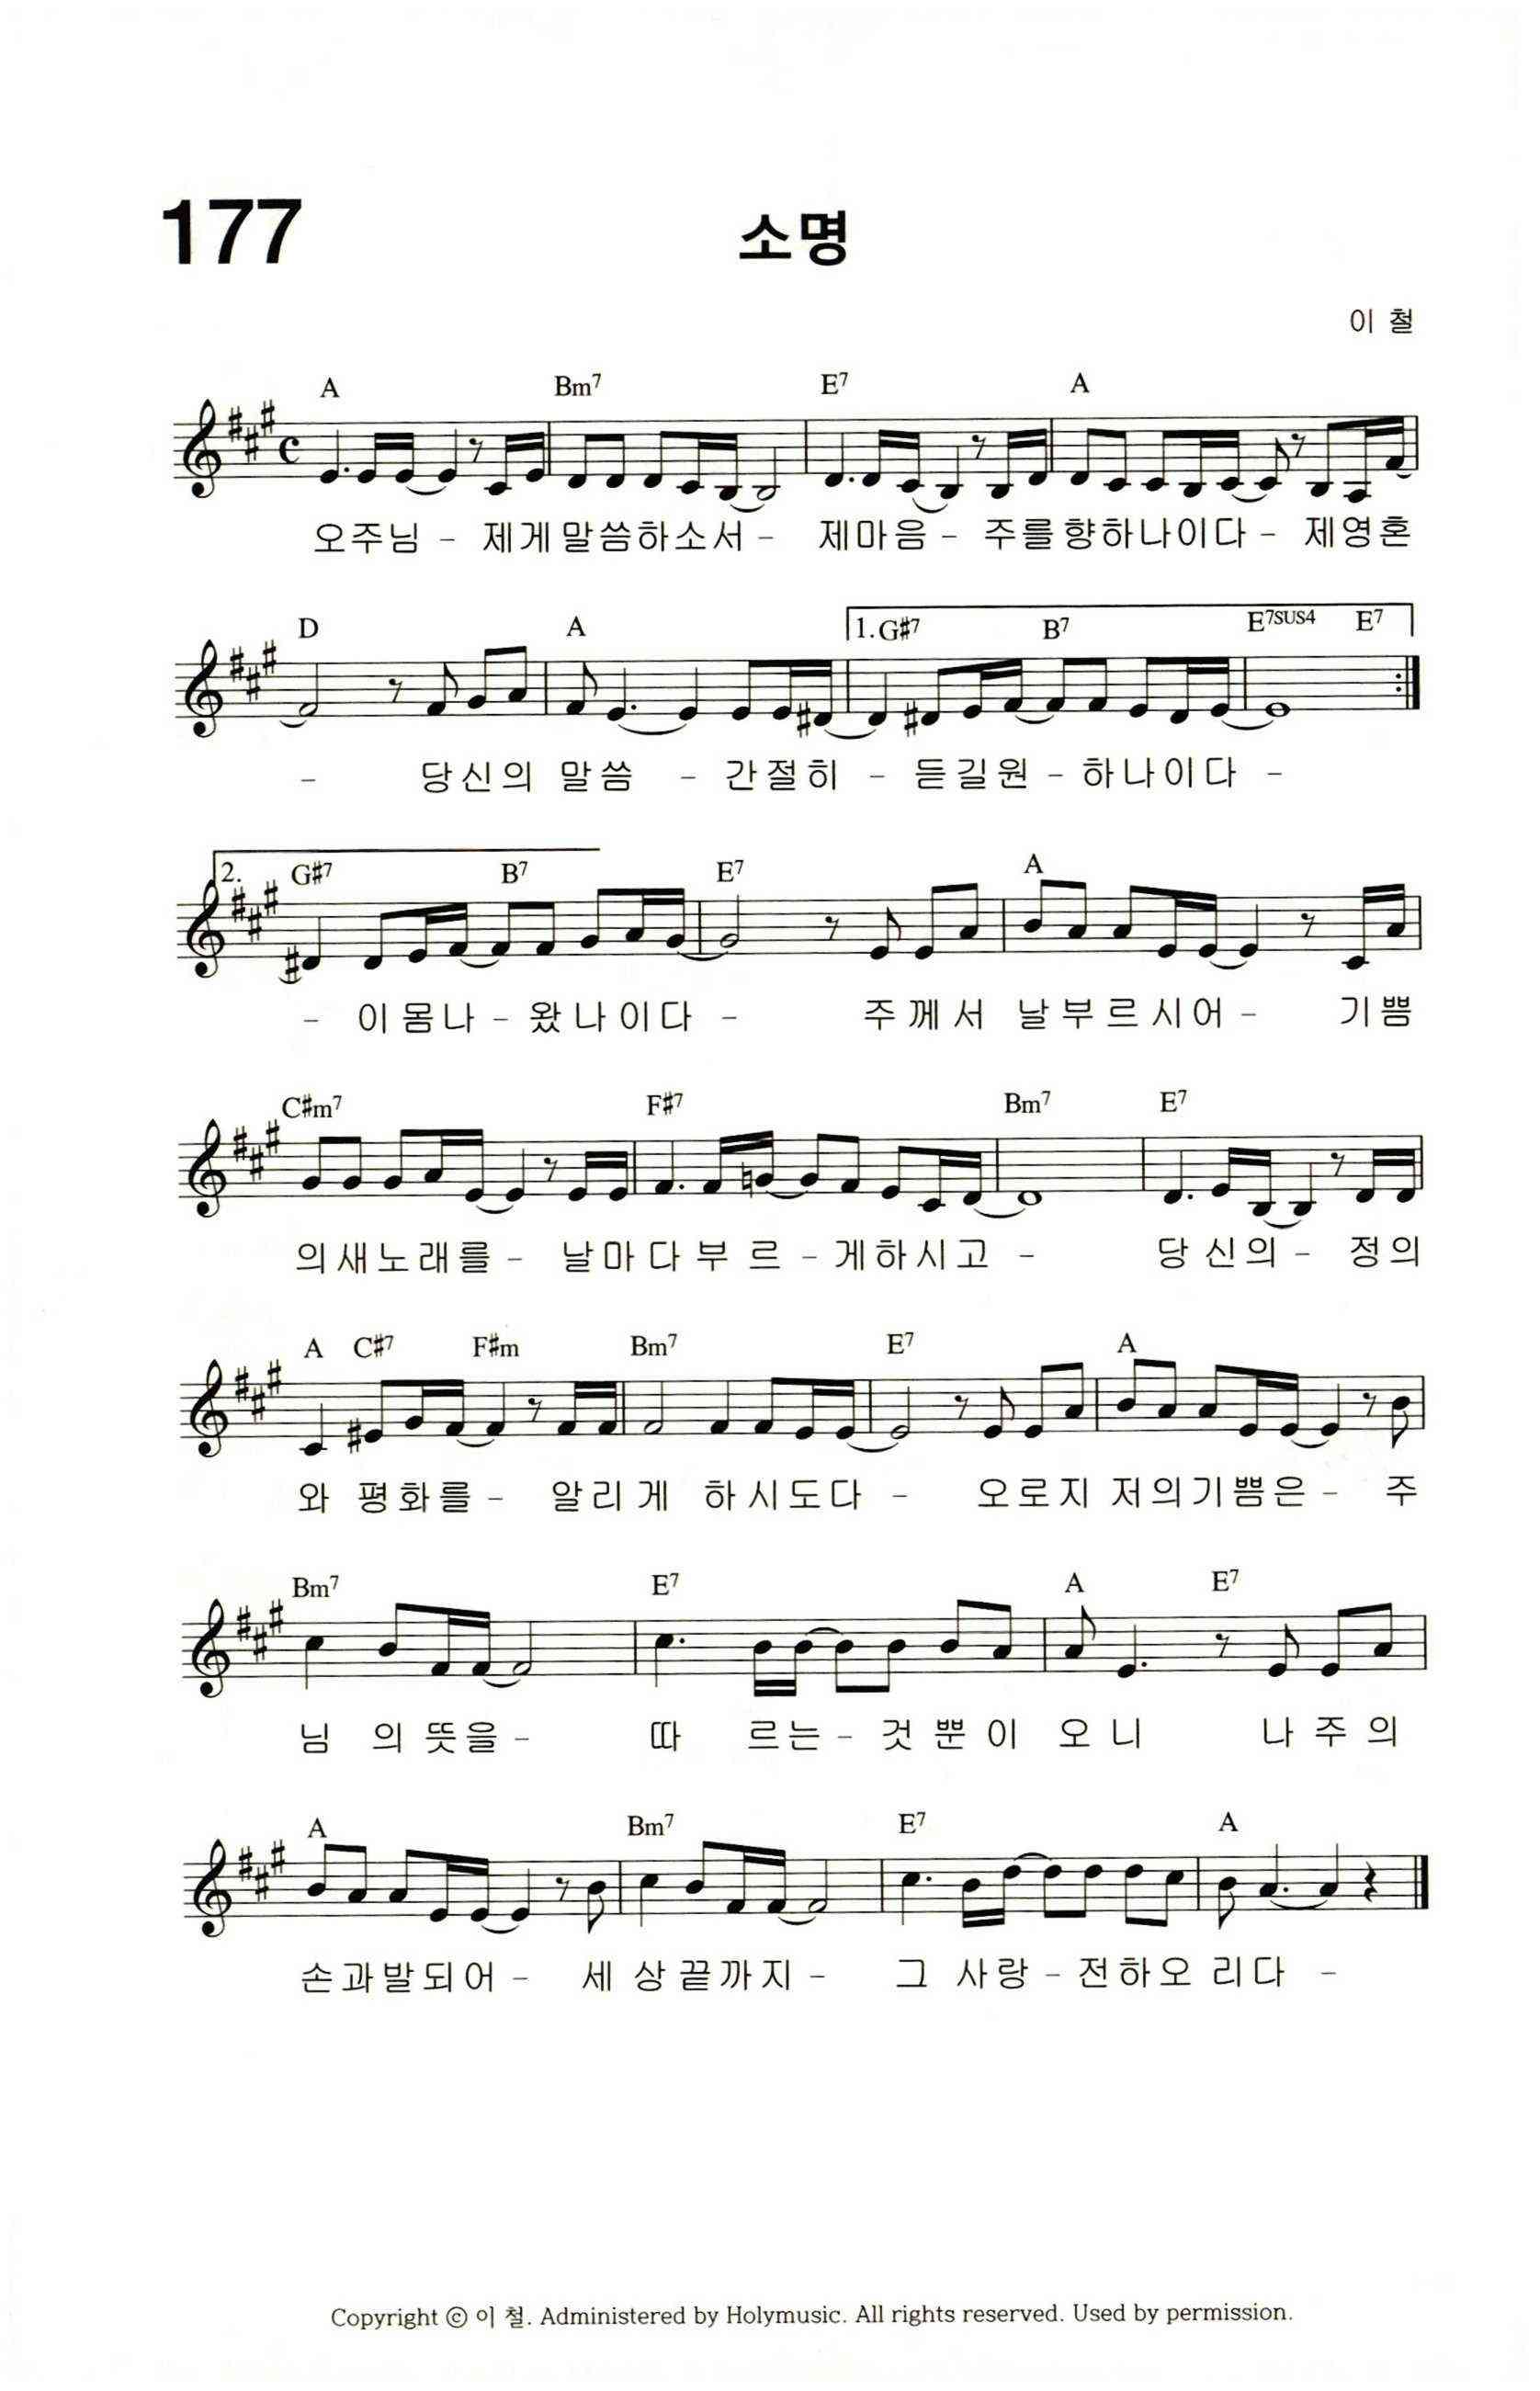 177
소명
이 철
A Bm7 E7 A
오주님 - 제게말씀하소서 - 제마음 - 주를향하나이다 - 제영혼
D A 1. G#7 B7 E7SUS4 E7
- 당신의 말씀 - 간절히 - 듣길원 - 하나이다 -
2. G#7 B7 E7 A
- 이몸나 - 왔나이다 - 주께서 날부르시어 - 기쁨
C#m7 F#7 Bm7 E7
의새노래를 - 날마다부르 - 게하시고 - 당신의 - 정의
A C#7 F#m Bm7 E7 A
와 평화를 - 알리게 하시도다 - 오로지 저의기쁨은 - 주
Bm7 E7 A E7
님 의뜻을 - 따 르는 - 것뿐이 오니 나주의
A Bm7 E7 A
손과발되어 - 세상끝까지 - 그 사랑 - 전하오 리다 -
Copyright ⓒ 이 철. Administered by Holymusic. All rights reserved. Used by permission.